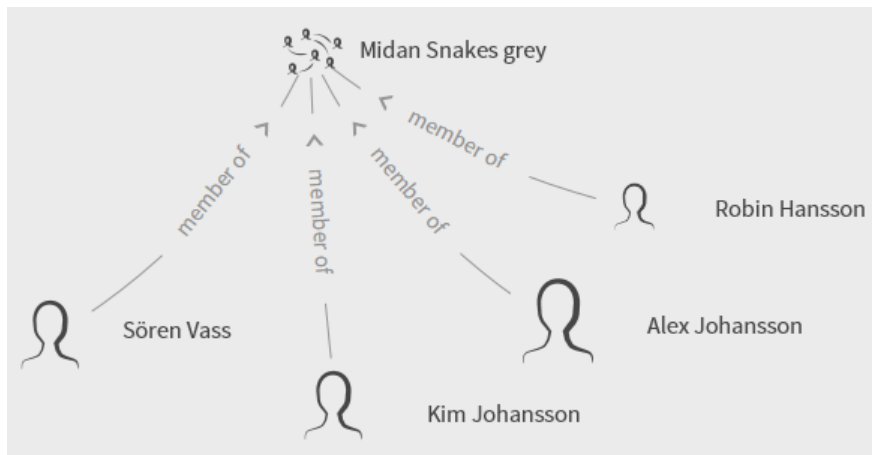 Midan Snakes grey
member of
member of
member of
member of
Robin Hansson
Alex Johansson
Sören Vass
Kim Johansson